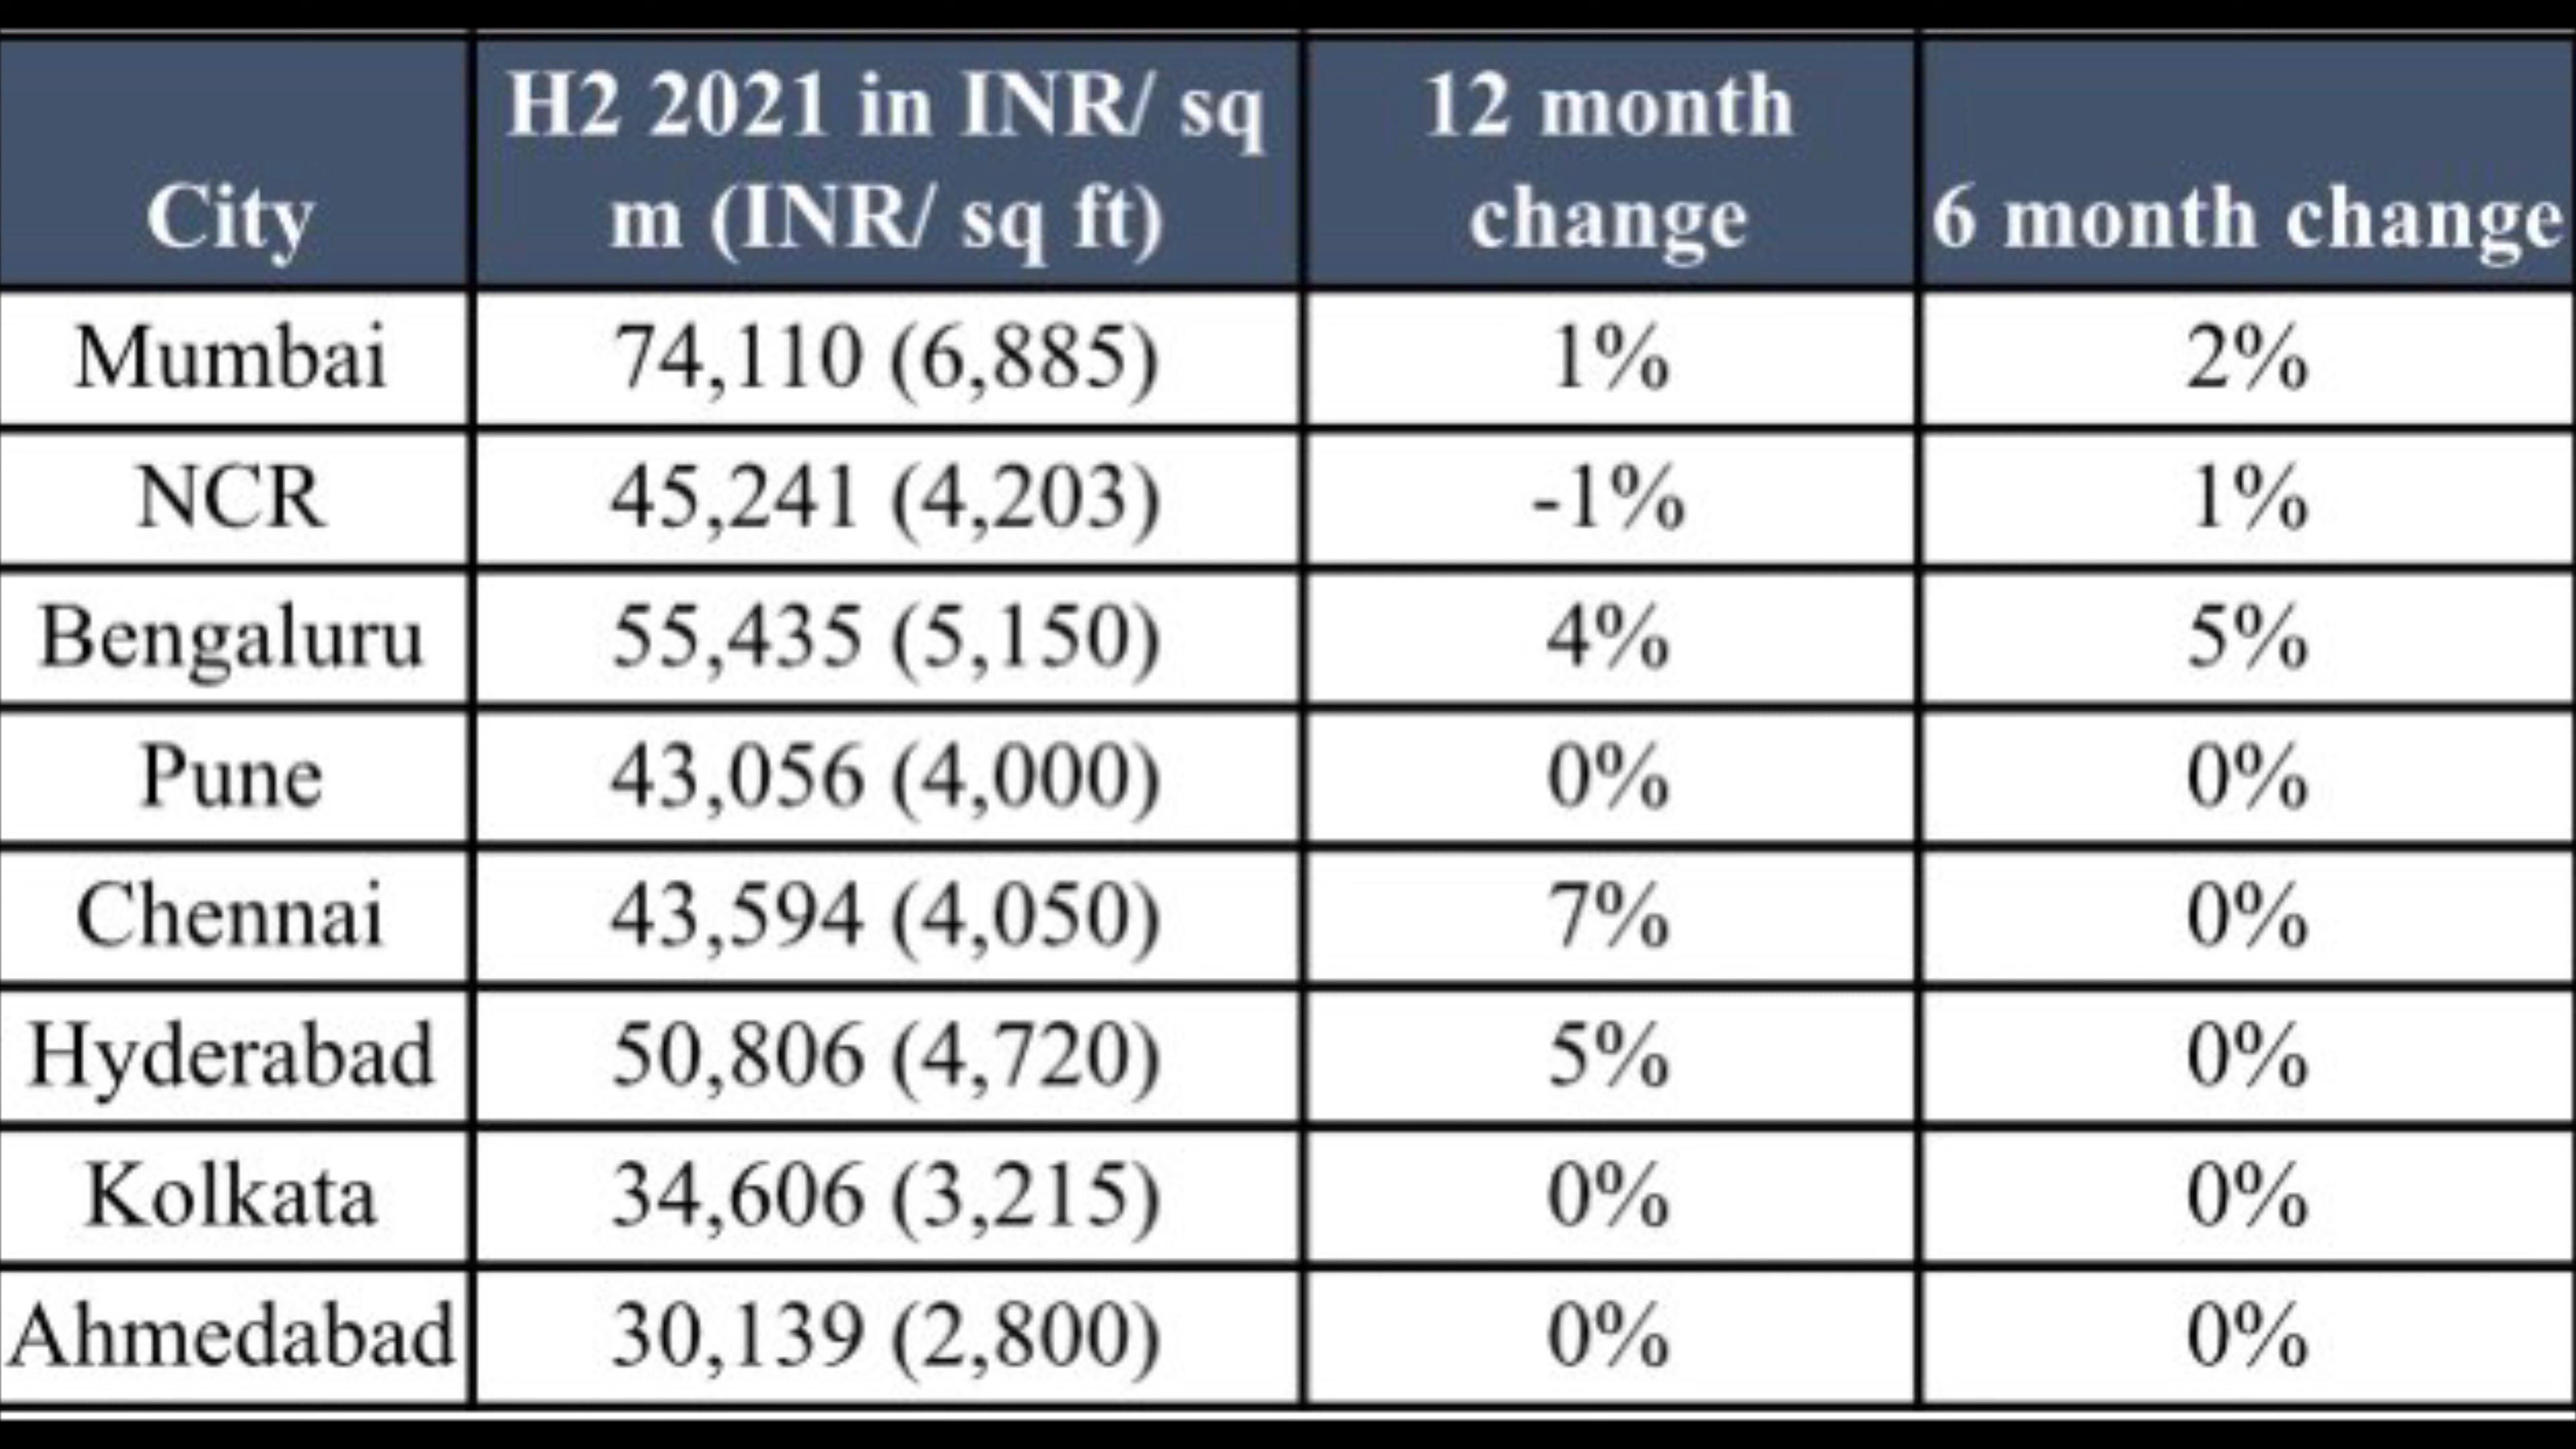 City | H2 2021 in INR/ sq m (INR/ sq ft) | 12 month change | 6 month change
Mumbai | 74,110 (6,885) | 1% | 2%
NCR | 45,241 (4,203) | -1% | 1%
Bengaluru | 55,435 (5,150) | 4% | 5%
Pune | 43,056 (4,000) | 0% | 0%
Chennai | 43,594 (4,050) | 7% | 0%
Hyderabad | 50,806 (4,720) | 5% | 0%
Kolkata | 34,606 (3,215) | 0% | 0%
Ahmedabad | 30,139 (2,800) | 0% | 0%